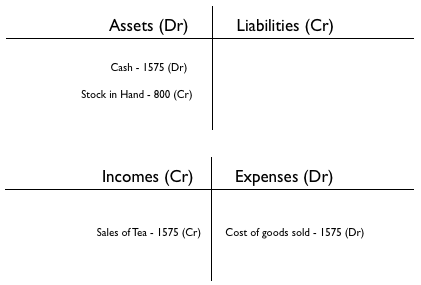 Assets (Dr) Liabilities (Cr)
Cash - 1575 (Dr)
Stock in Hand - 800 (Cr)
Incomes (Cr) Expenses (Dr)
Sales of Tea - 1575 (Cr) Cost of goods sold - 1575 (Dr)